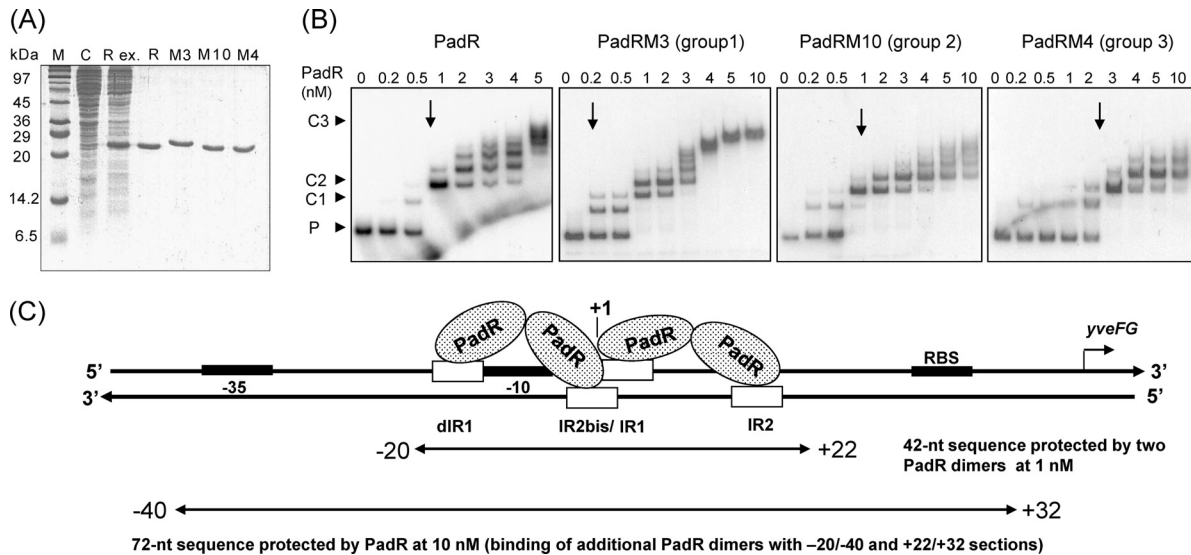 (A)
kDa M C R ex. R M3 M10 M4
97
45
36
29
20
14.2
6.5
(B)
PadR PadRM3 (group1) PadRM10 (group 2) PadRM4 (group 3)
PadR (nM)
0 0.2 0.5 1 2 3 4 5
0 0.2 0.5 1 2 3 4 5 10
0 0.2 0.5 1 2 3 5 10
0 0.2 0.5 1 2 3 4 5 10
C3
C2
C1
P
(C)
+1
PadR PadR PadR PadR
yveFG
RBS
5' 3'
-35 -10
3' 5'
dIR1 IR2bis/ IR1 IR2
-20 +22
42-nt sequence protected by two
PadR dimers at 1 nM
-40 +32
72-nt sequence protected by PadR at 10 nM (binding of additional PadR dimers with –20/-40 and +22/+32 sections)